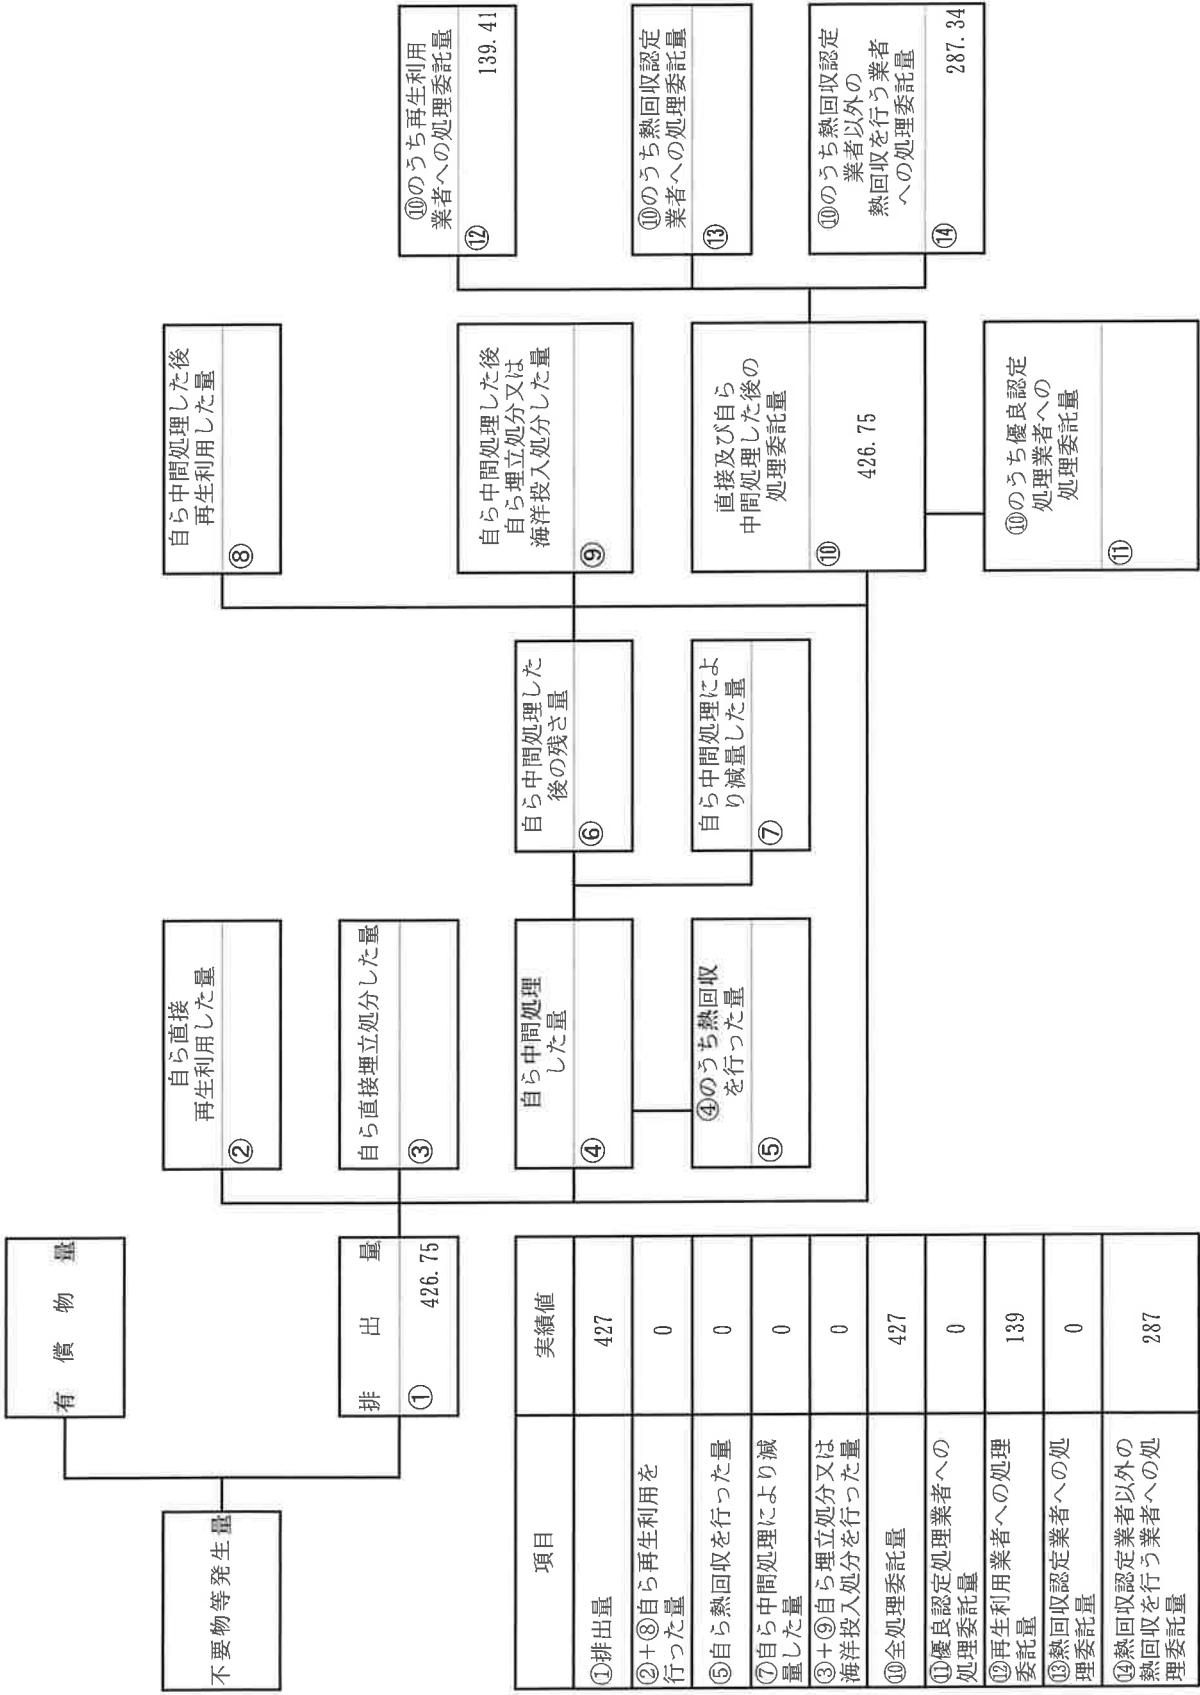 不要物等発生量
有償物量
排出量
①
426.75
自ら直接
再生利用した量
②
自ら直接埋立処分した量
③
自ら中間処理
した量
④
④のうち熱回収
を行った量
⑤
自ら中間処理した
後の残さ量
⑥
自ら中間処理によ
り減量した量
⑦
自ら中間処理した後
再生利用した量
⑧
自ら中間処理した後
自ら埋立処分又は
海洋投入処分した量
⑨
直接及び自ら
中間処理した後の
処理委託量
⑩
426.75
⑩のうち優良認定
処理業者への
処理委託量
⑪
⑩のうち再生利用
業者への処理委託量
⑫
139.41
⑩のうち熱回収認定
業者への処理委託量
⑬
⑩のうち熱回収認定
業者以外の
熱回収を行う業者
への処理委託量
⑭
287.34
項目
実績値
①排出量
427
②+⑧自ら再生利用を
行った量
0
⑤自ら熱回収を行った量
0
⑦自ら中間処理により減
量した量
0
③+⑨自ら埋立処分又は
海洋投入処分を行った量
0
⑩全処理委託量
427
⑪優良認定処理業者への
処理委託量
0
⑫再生利用業者への処理
委託量
139
⑬熱回収認定業者への処
理委託量
0
⑭熱回収認定業者以外の
熱回収を行う業者への処
理委託量
287